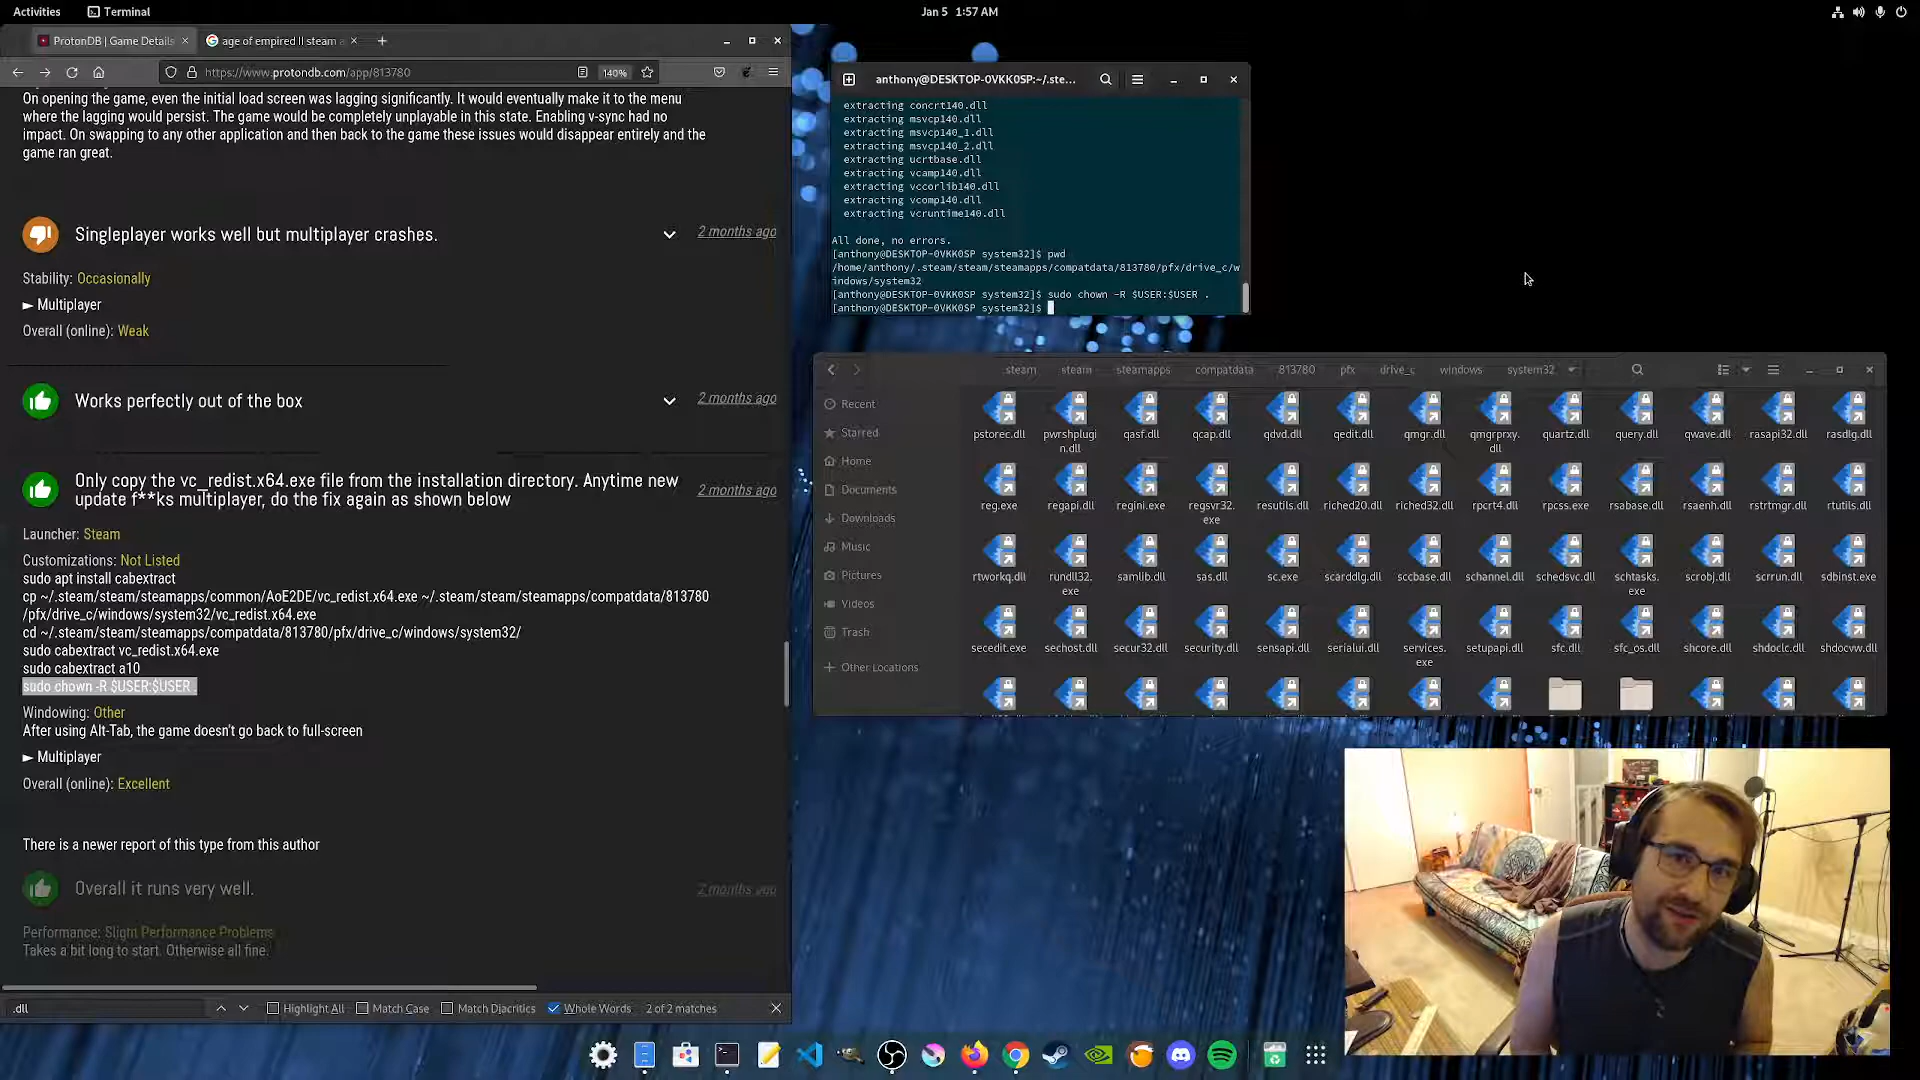 Activities
Terminal
Jan 5 1:57 AM
ProtonDB | Game Details
age of empired II steam
https://www.protondb.com/app/813780
140%
On opening the game, even the initial load screen was lagging significantly. It would eventually make it to the menu
where the lagging would persist. The game would be completely unplayable in this state. Enabling v-sync had no
impact. On swapping to any other application and then back to the game these issues would disappear entirely and the
game ran great.
Singleplayer works well but multiplayer crashes.
2 months ago
Stability: Occasionally
► Multiplayer
Overall (online): Weak
Works perfectly out of the box
2 months ago
Only copy the vc_redist.x64.exe file from the installation directory. Anytime new
update f**ks multiplayer, do the fix again as shown below
2 months ago
Launcher: Steam
Customizations: Not Listed
sudo apt install cabextract
cp ~/.steam/steam/steamapps/common/AoE2DE/vc_redist.x64.exe ~/.steam/steam/steamapps/compatdata/813780
/pfx/drive_c/windows/system32/vc_redist.x64.exe
cd ~/.steam/steam/steamapps/compatdata/813780/pfx/drive_c/windows/system32/
sudo cabextract vc_redist.x64.exe
sudo cabextract a10
sudo chown -R $USER:$USER .
Windowing: Other
After using Alt-Tab, the game doesn't go back to full-screen
► Multiplayer
Overall (online): Excellent
There is a newer report of this type from this author
Overall it runs very well.
2 months ago
Performance: Slight Performance Problems
Takes a bit long to start. Otherwise all fine.
.dll
Highlight All
Match Case
Match Diacritics
Whole Words
2 of 2 matches
anthony@DESKTOP-0VKK0SP:~/.ste...
extracting concrt140.dll
extracting msvcp140.dll
extracting msvcp140_1.dll
extracting msvcp140_2.dll
extracting ucrtbase.dll
extracting vcamp140.dll
extracting vccorlib140.dll
extracting vcomp140.dll
extracting vcruntime140.dll
All done, no errors.
[anthony@DESKTOP-0VKK0SP system32]$ pwd
/home/anthony/.steam/steam/steamapps/compatdata/813780/pfx/drive_c/w
indows/system32
[anthony@DESKTOP-0VKK0SP system32]$ sudo chown -R $USER:$USER .
[anthony@DESKTOP-0VKK0SP system32]$
steam steam steamapps compatdata 813780 pfx drive_c windows system32
Recent
Starred
Home
Documents
Downloads
Music
Pictures
Videos
Trash
Other Locations
pstorec.dll pwrshplugin.dll qasf.dll qcap.dll qdvd.dll qedit.dll qmgr.dll qmgrprxy.dll quartz.dll query.dll qwave.dll rasapi32.dll rasdlg.dll
reg.exe regapi.dll regini.exe regsvr32.exe resutils.dll riched20.dll riched32.dll rpcrt4.dll rpcss.exe rsabase.dll rsaenh.dll rstrtmgr.dll rtutils.dll
rtworkq.dll rundll32.exe samlib.dll sas.dll sc.exe scarddlg.dll sccbase.dll schannel.dll schedsvc.dll schtasks.exe scrobj.dll scrrun.dll sdbinst.exe
secedit.exe sechost.dll secur32.dll security.dll sensapi.dll serialui.dll services.exe setupapi.dll sfc.dll sfc_os.dll shcore.dll shdoclc.dll shdocvw.dll